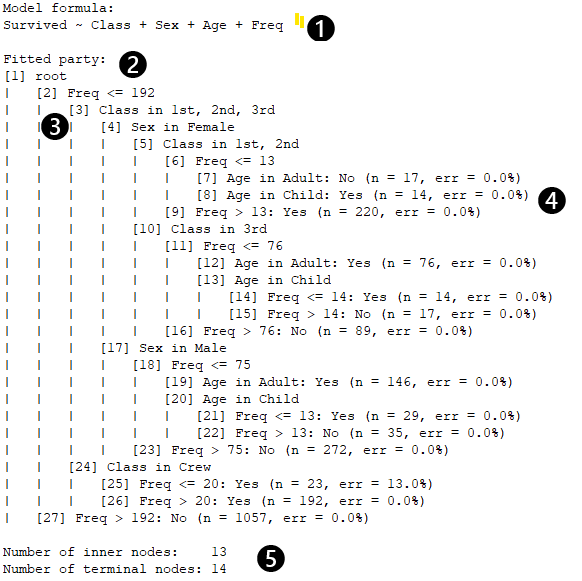 Model formula:
Survived ~ Class + Sex + Age + Freq 1

Fitted party: 2
[1] root
|   [2] Freq <= 192
|   |   [3] Class in 1st, 2nd, 3rd
| 3 |   [4] Sex in Female
|   |   |   |   [5] Class in 1st, 2nd
|   |   |   |   |   [6] Freq <= 13
|   |   |   |   |   |   [7] Age in Adult: No (n = 17, err = 0.0%)
|   |   |   |   |   |   [8] Age in Child: Yes (n = 14, err = 0.0%) 4
|   |   |   |   |   [9] Freq > 13: Yes (n = 220, err = 0.0%)
|   |   |   |   [10] Class in 3rd
|   |   |   |   |   [11] Freq <= 76
|   |   |   |   |   |   [12] Age in Adult: Yes (n = 76, err = 0.0%)
|   |   |   |   |   |   [13] Age in Child
|   |   |   |   |   |   |   [14] Freq <= 14: Yes (n = 14, err = 0.0%)
|   |   |   |   |   |   |   [15] Freq > 14: No (n = 17, err = 0.0%)
|   |   |   |   |   [16] Freq > 76: No (n = 89, err = 0.0%)
|   |   |   [17] Sex in Male
|   |   |   |   [18] Freq <= 75
|   |   |   |   |   [19] Age in Adult: Yes (n = 146, err = 0.0%)
|   |   |   |   |   [20] Age in Child
|   |   |   |   |   |   [21] Freq <= 13: Yes (n = 29, err = 0.0%)
|   |   |   |   |   |   [22] Freq > 13: No (n = 35, err = 0.0%)
|   |   |   |   [23] Freq > 75: No (n = 272, err = 0.0%)
|   |   [24] Class in Crew
|   |   |   [25] Freq <= 20: Yes (n = 23, err = 13.0%)
|   |   |   [26] Freq > 20: Yes (n = 192, err = 0.0%)
|   [27] Freq > 192: No (n = 1057, err = 0.0%)

Number of inner nodes:    13 5
Number of terminal nodes: 14